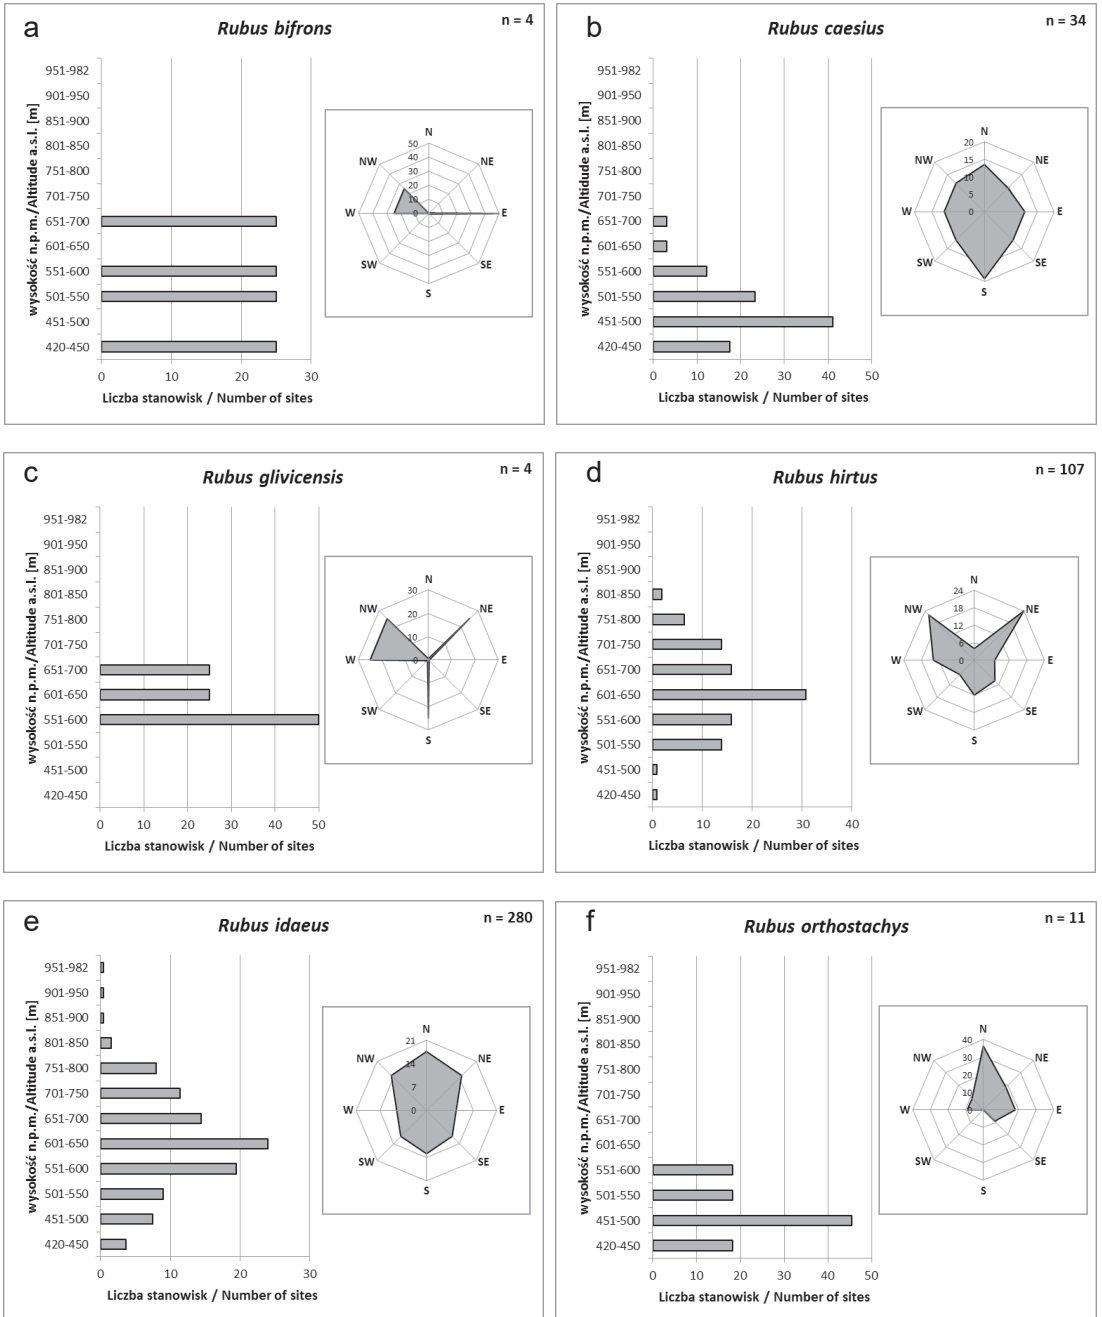 a
Rubus bifrons
n = 4
wysokość n.p.m./Altitude a.s.l. [m]
951-982
901-950
851-900
801-850
751-800
701-750
651-700
601-650
551-600
501-550
451-500
420-450
0 10 20 30
Liczba stanowisk / Number of sites
N
NE
E
SE
S
SW
W
NW
50
40
30
20
10
0
b
Rubus caesius
n = 34
wysokość n.p.m./Altidude a.s.l. [m]
951-982
901-950
851-900
801-850
751-800
701-750
651-700
601-650
551-600
501-550
451-500
420-450
0 10 20 30 40 50
Liczba stanowisk / Number of sites
N
NE
E
SE
S
SW
W
NW
20
15
10
5
0
c
Rubus glivicensis
n = 4
wysokość n.p.m./Altitude a.s.l. [m]
951-982
901-950
851-900
801-850
751-800
701-750
651-700
601-650
551-600
501-550
451-500
420-450
0 10 20 30 40 50
Liczba stanowisk / Number of sites
N
NE
E
SE
S
SW
W
NW
30
20
10
0
d
Rubus hirtus
n = 107
wysokość n.p.m./Altitude a.s.l. [m]
951-982
901-950
851-900
801-850
751-800
701-750
651-700
601-650
551-600
501-550
451-500
420-450
0 10 20 30 40
Liczba stanowisk / Number of sites
N
NE
E
SE
S
SW
W
NW
24
18
12
6
0
e
Rubus idaeus
n = 280
wysokość n.p.m./Altitude a.s.l. [m]
951-982
901-950
851-900
801-850
751-800
701-750
651-700
601-650
551-600
501-550
451-500
420-450
0 10 20 30
Liczba stanowisk / Number of sites
N
NE
E
SE
S
SW
W
NW
21
14
7
0
f
Rubus orthostachys
n = 11
wysokość n.p.m./Altitude a.s.l. [m]
951-982
901-950
851-900
801-850
751-800
701-750
651-700
601-650
551-600
501-550
451-500
420-450
0 10 20 30 40 50
Liczba stanowisk / Number of sites
N
NE
E
SE
S
SW
W
NW
40
30
20
10
0